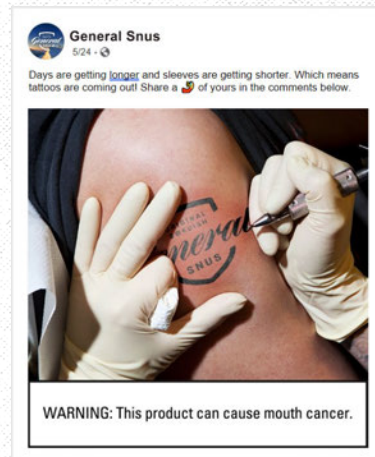 General Snus
5/24 ·
Days are getting longer and sleeves are getting shorter. Which means
tattoos are coming out! Share a of yours in the comments below.
ORIGINAL
SWEDISH
General
SNUS
WARNING: This product can cause mouth cancer.